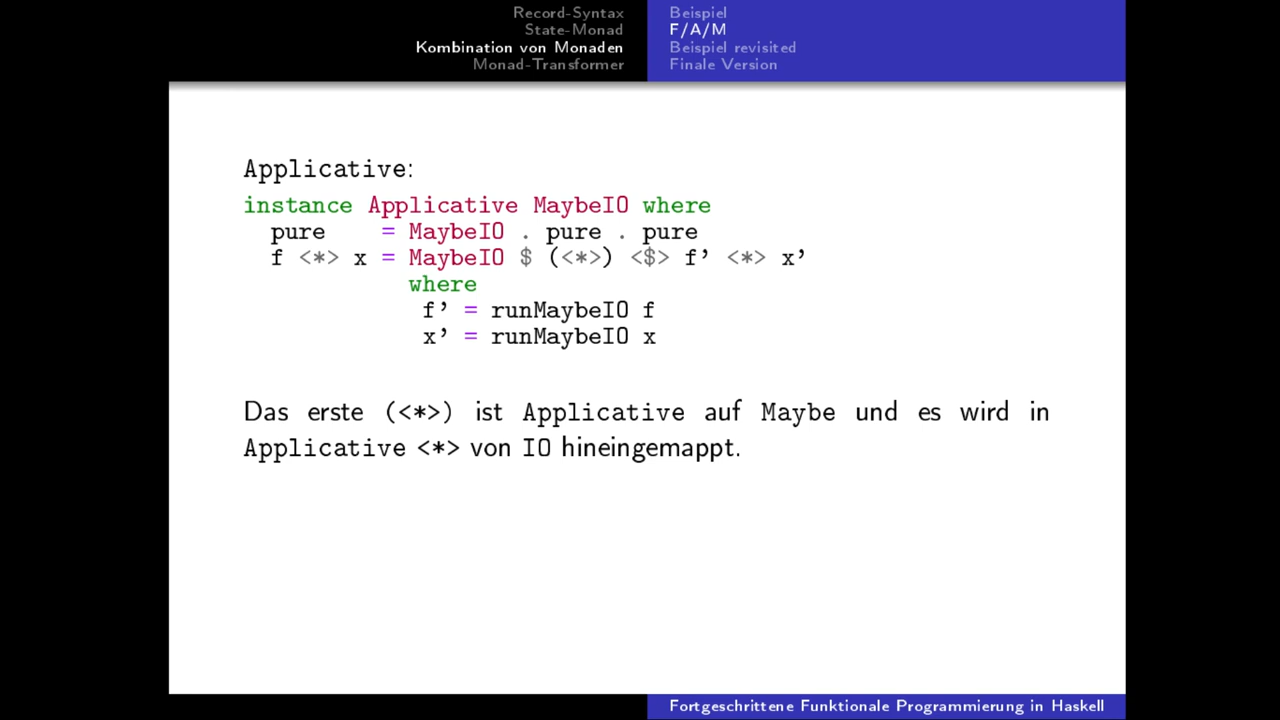 Record-Syntax
State-Monad
Kombination von Monaden
Monad-Transformer
Beispiel
F/A/M
Beispiel revisited
Finale Version
Applicative:
instance Applicative MaybeIO where
pure = MaybeIO . pure . pure
f <*> x = MaybeIO $ (<*>) <$> f' <*> x'
where
f' = runMaybeIO f
x' = runMaybeIO x
Das erste (<*>) ist Applicative auf Maybe und es wird in
Applicative <*> von IO hineingemappt.
Fortgeschrittene Funktionale Programmierung in Haskell